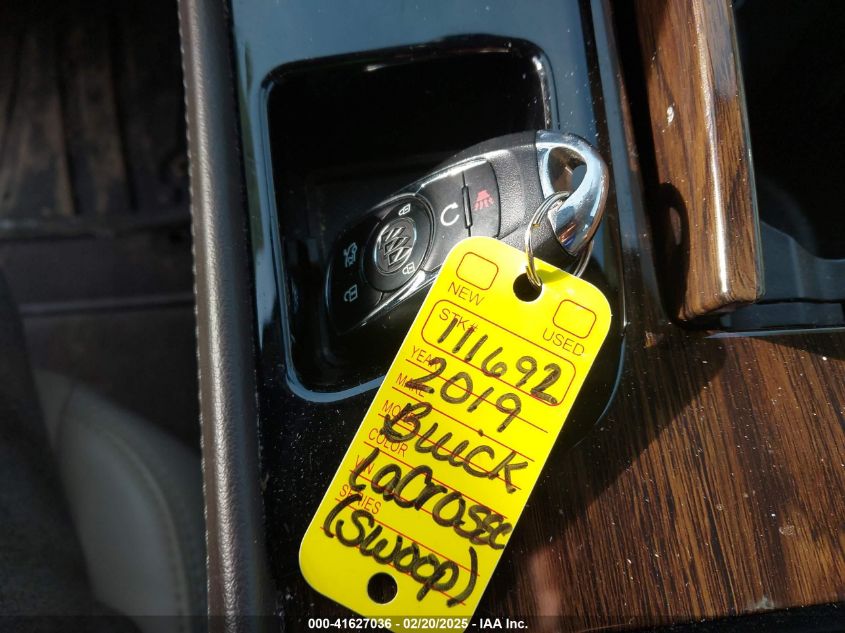 NEW
USED
STK#
111692
YEAR
2019
MAKE
Buick
MODEL
LaCrosse
COLOR
(Swoop)
VIN
SERIES
000-41627036 - 02/20/2025 - IAA Inc.